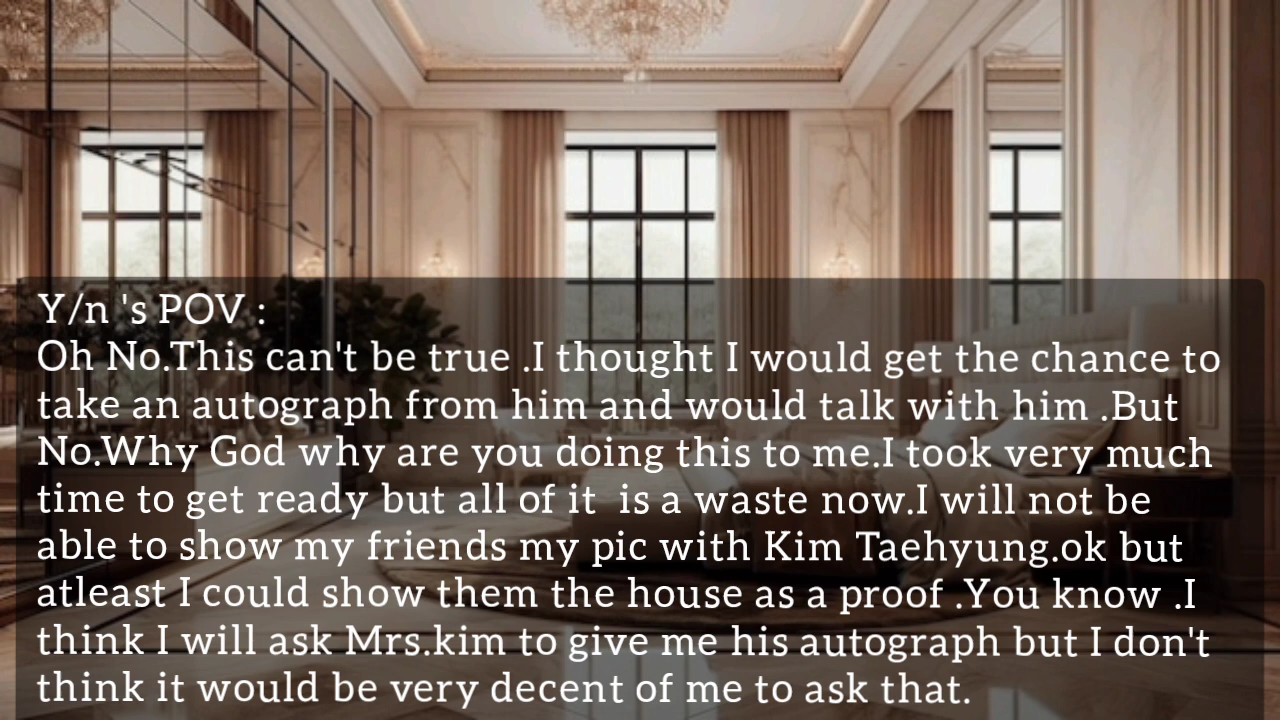 Y/n 's POV :
Oh No.This can't be true .I thought I would get the chance to
take an autograph from him and would talk with him .But
No.Why God why are you doing this to me.I took very much
time to get ready but all of it  is a waste now.I will not be
able to show my friends my pic with Kim Taehyung.ok but
atleast I could show them the house as a proof .You know .I
think I will ask Mrs.kim to give me his autograph but I don't
think it would be very decent of me to ask that.